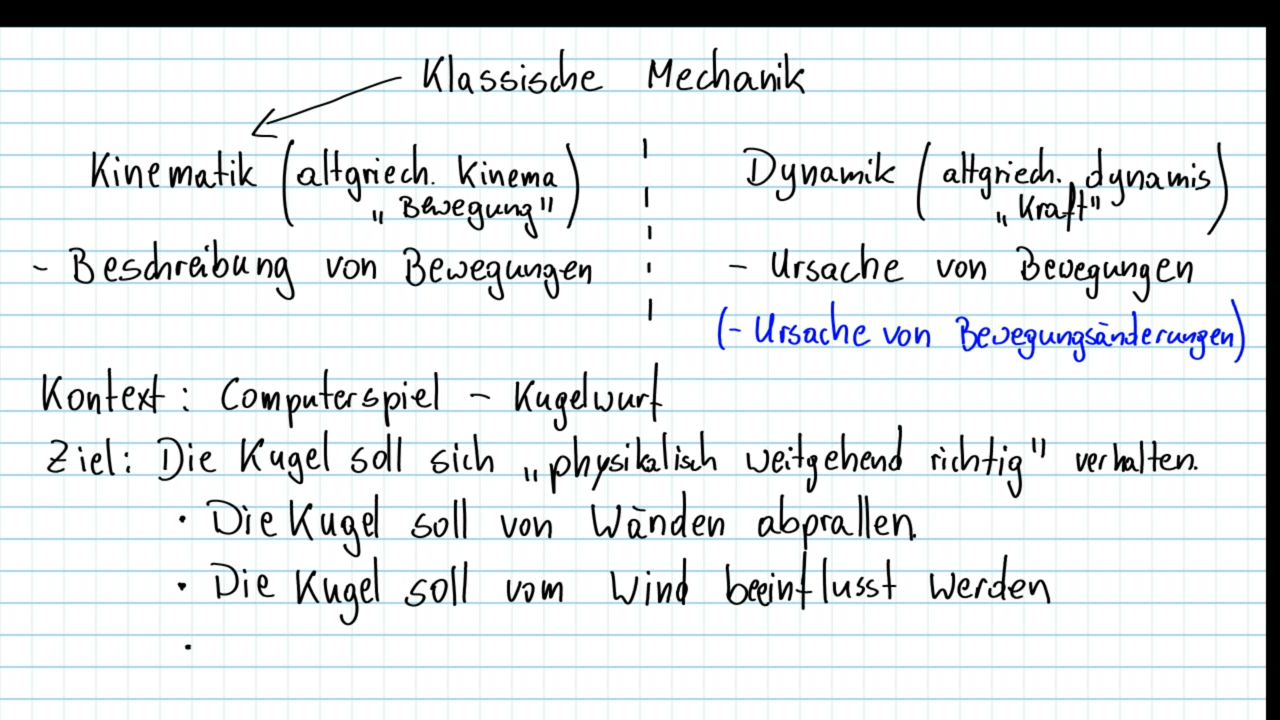 Klassische Mechanik
Kinematik (altgriech. Kinema „Bewegung")
- Beschreibung von Bewegungen
Dynamik (altgriech. dynamis „Kraft")
- Ursache von Bewegungen
(- Ursache von Bewegungsänderungen)
Kontext: Computerspiel - Kugelwurf
Ziel: Die Kugel soll sich „physikalisch weitgehend richtig" verhalten.
· Die Kugel soll von Wänden abprallen.
· Die Kugel soll vom Wind beeinflusst werden
·